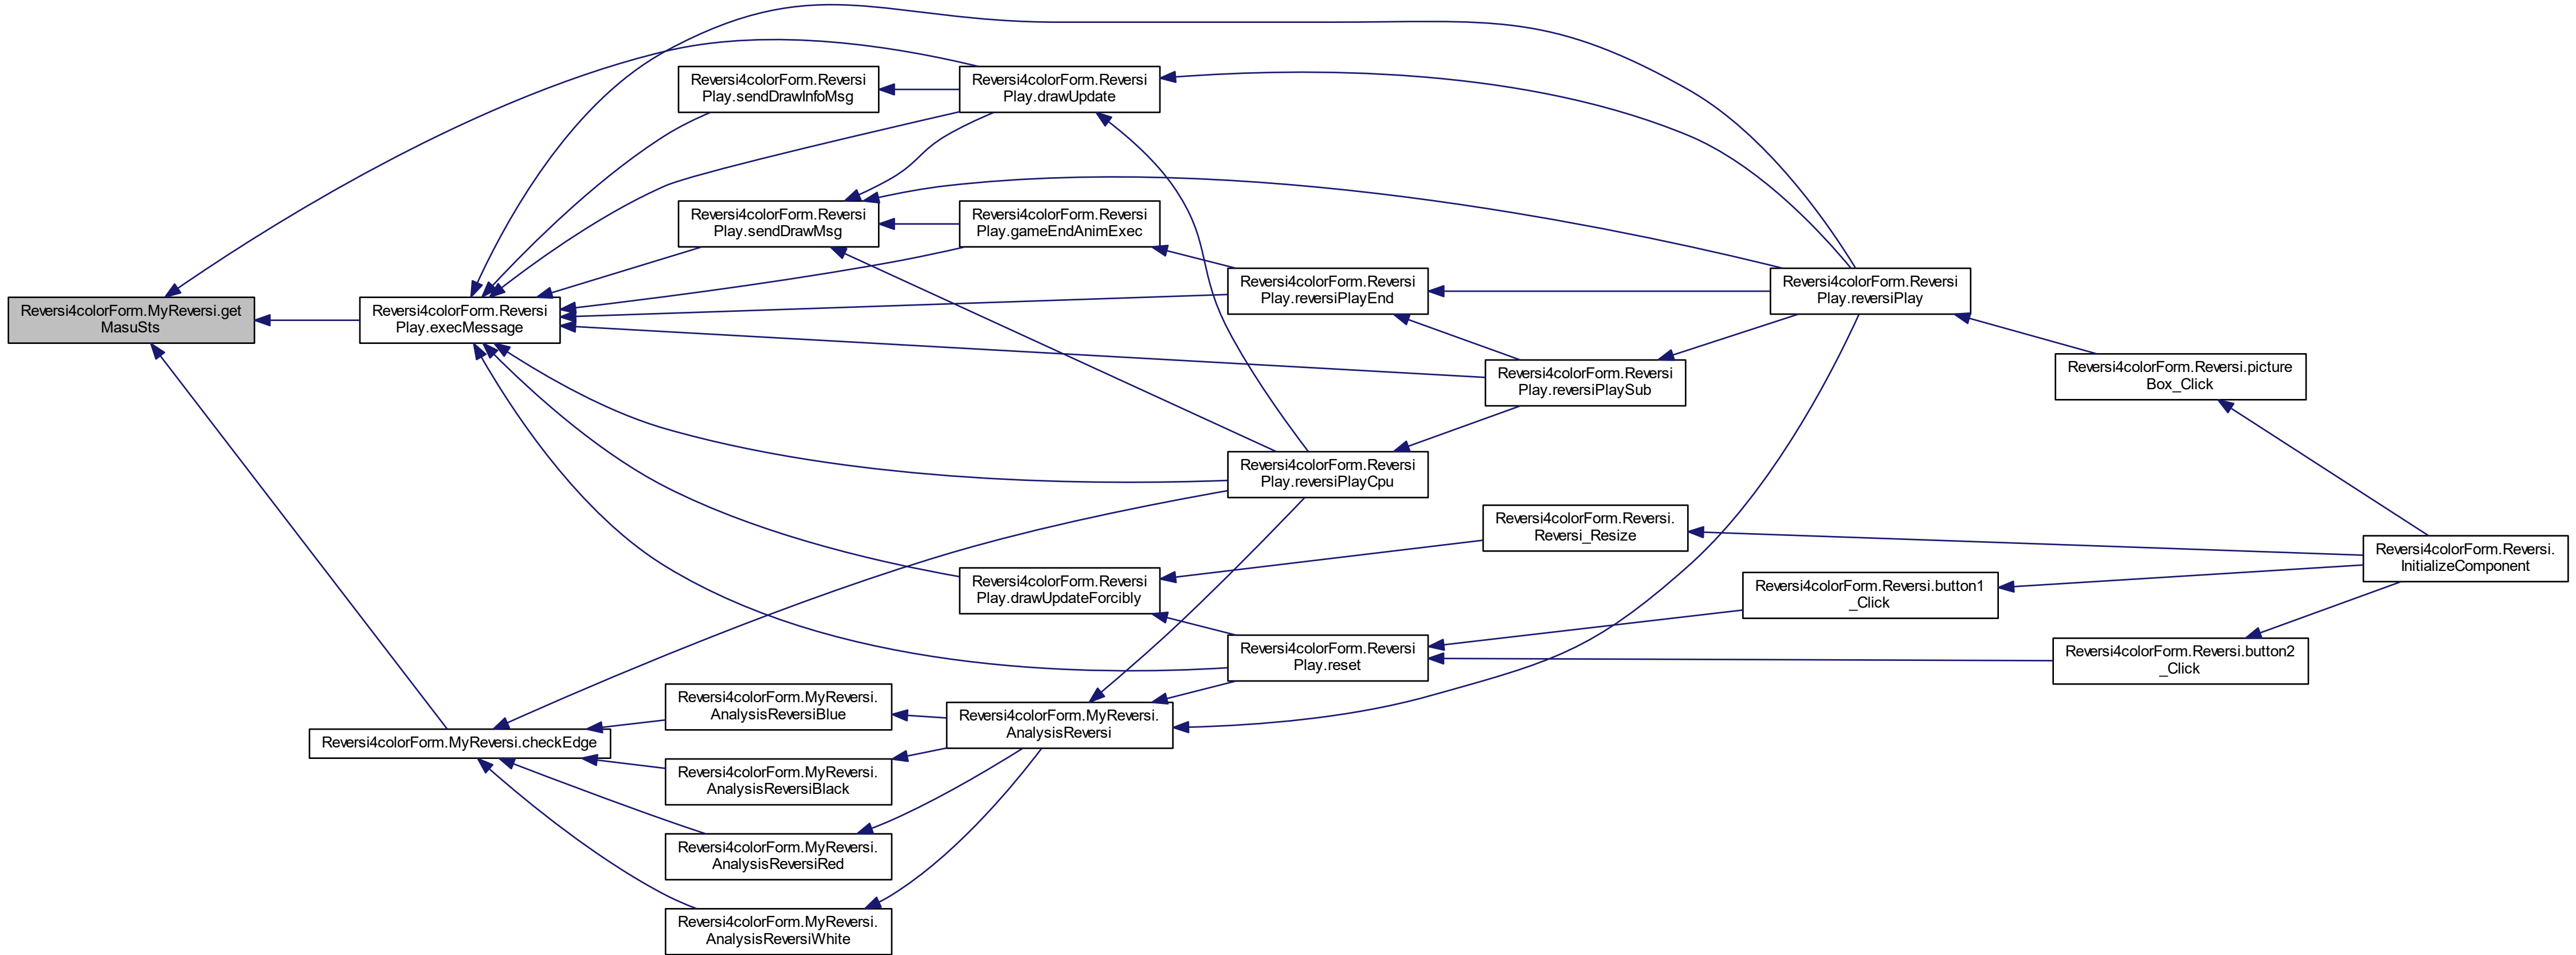 Reversi4colorForm.MyReversi.get
MasuSts
Reversi4colorForm.Reversi
Play.execMessage
Reversi4colorForm.MyReversi.checkEdge
Reversi4colorForm.Reversi
Play.sendDrawInfoMsg
Reversi4colorForm.Reversi
Play.sendDrawMsg
Reversi4colorForm.MyReversi.
AnalysisReversiBlue
Reversi4colorForm.MyReversi.
AnalysisReversiBlack
Reversi4colorForm.MyReversi.
AnalysisReversiRed
Reversi4colorForm.MyReversi.
AnalysisReversiWhite
Reversi4colorForm.Reversi
Play.drawUpdate
Reversi4colorForm.Reversi
Play.gameEndAnimExec
Reversi4colorForm.Reversi
Play.drawUpdateForcibly
Reversi4colorForm.MyReversi.
AnalysisReversi
Reversi4colorForm.Reversi
Play.reversiPlayEnd
Reversi4colorForm.Reversi
Play.reversiPlayCpu
Reversi4colorForm.Reversi
Play.reset
Reversi4colorForm.Reversi
Play.reversiPlaySub
Reversi4colorForm.Reversi.
Reversi_Resize
Reversi4colorForm.Reversi
Play.reversiPlay
Reversi4colorForm.Reversi.button1
_Click
Reversi4colorForm.Reversi.picture
Box_Click
Reversi4colorForm.Reversi.button2
_Click
Reversi4colorForm.Reversi.
InitializeComponent